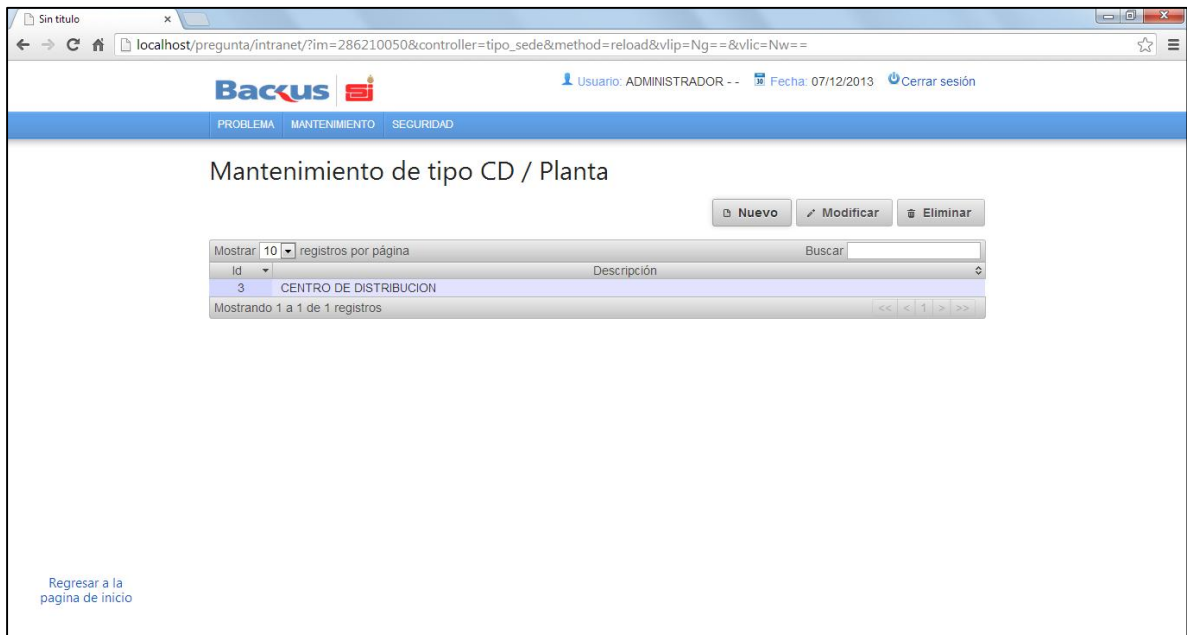 Sin titulo
localhost/pregunta/intranet/?im=286210050&controller=tipo_sede&method=reload&vlip=Ng==&vlic=Nw==
Backus si
Usuario: ADMINISTRADOR - - 30 Fecha: 07/12/2013 Cerrar sesión
PROBLEMA MANTENIMIENTO SEGURIDAD
Mantenimiento de tipo CD / Planta
Nuevo Modificar Eliminar
Mostrar 10 registros por página Buscar
Id Descripción
3 CENTRO DE DISTRIBUCION
Mostrando 1 a 1 de 1 registros << < 1 > >>
Regresar a la
pagina de inicio